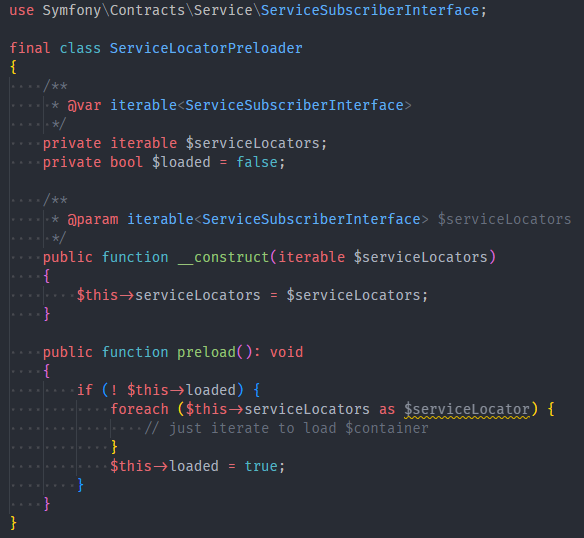 use Symfony\Contracts\Service\ServiceSubscriberInterface;

final class ServiceLocatorPreloader
{
    /**
     * @var iterable<ServiceSubscriberInterface>
     */
    private iterable $serviceLocators;
    private bool $loaded = false;

    /**
     * @param iterable<ServiceSubscriberInterface> $serviceLocators
     */
    public function __construct(iterable $serviceLocators)
    {
        $this->serviceLocators = $serviceLocators;
    }

    public function preload(): void
    {
        if (! $this->loaded) {
            foreach ($this->serviceLocators as $serviceLocator) {
                // just iterate to load $container
            }
            $this->loaded = true;
        }
    }
}